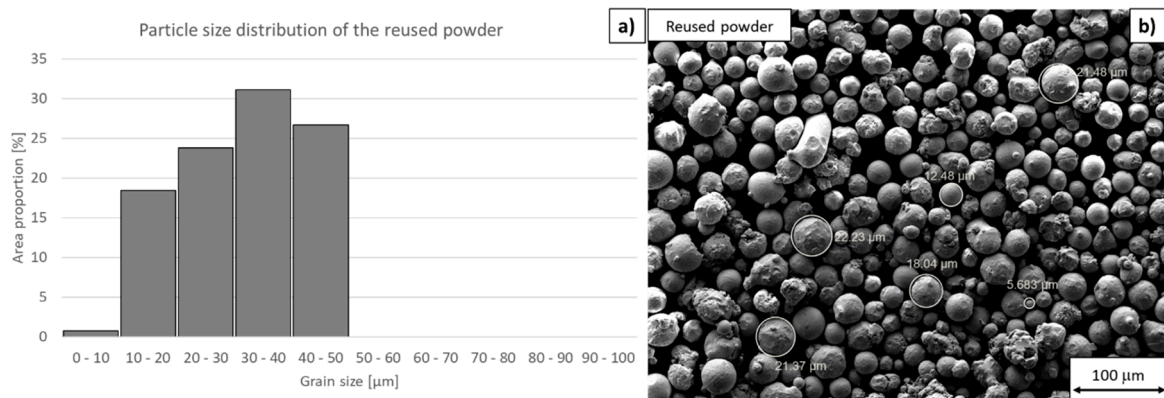 Particle size distribution of the reused powder
a)
35
30
25
20
15
10
5
0
Area proportion [%]
0 - 10 10 - 20 20 - 30 30 - 40 40 - 50 50 - 60 60 - 70 70 - 80 80 - 90 90 - 100
Grain size [µm]
Reused powder
b)
21.48 µm
12.48 µm
22.23 µm
18.04 µm
5.683 µm
21.37 µm
100 µm